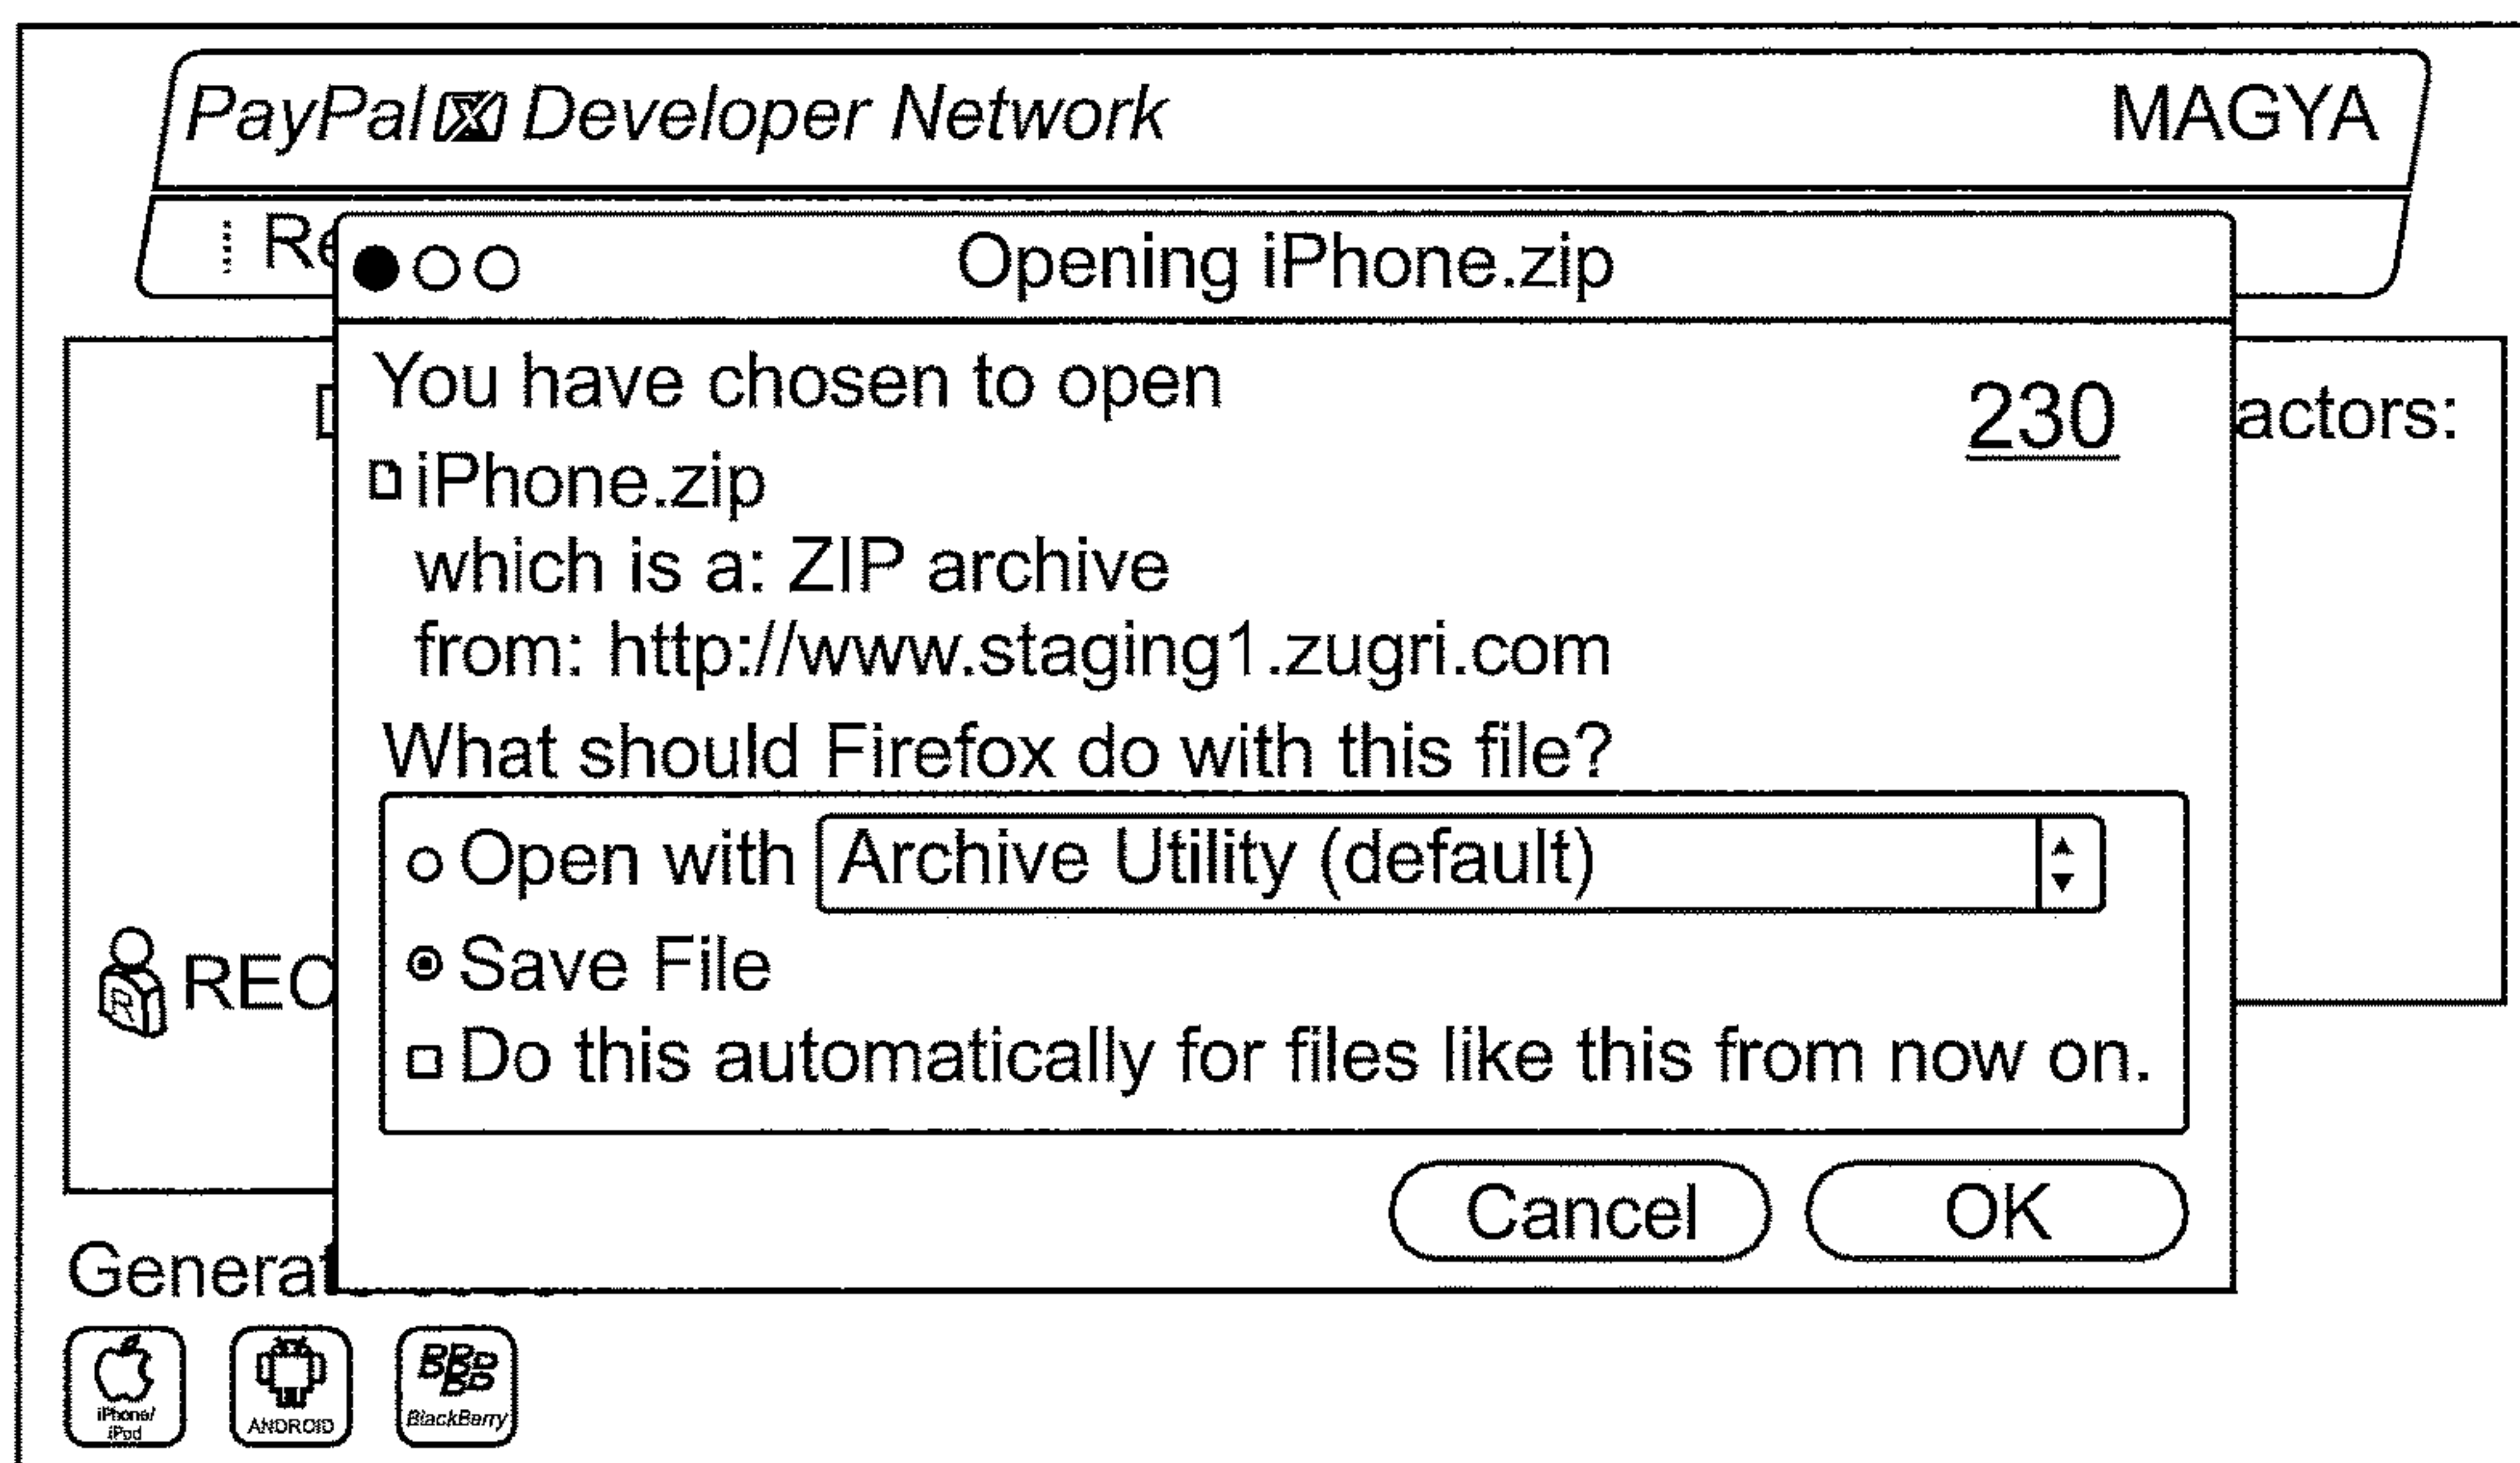 PayPal X Developer Network MAGYA
Re
Opening iPhone.zip
You have chosen to open
230
actors:
iPhone.zip
which is a: ZIP archive
from: http://www.staging1.zugri.com
What should Firefox do with this file?
Open with Archive Utility (default)
Save File
REC
Do this automatically for files like this from now on.
Cancel OK
Generat
iPhone/
iPod
ANDROID
BlackBerry